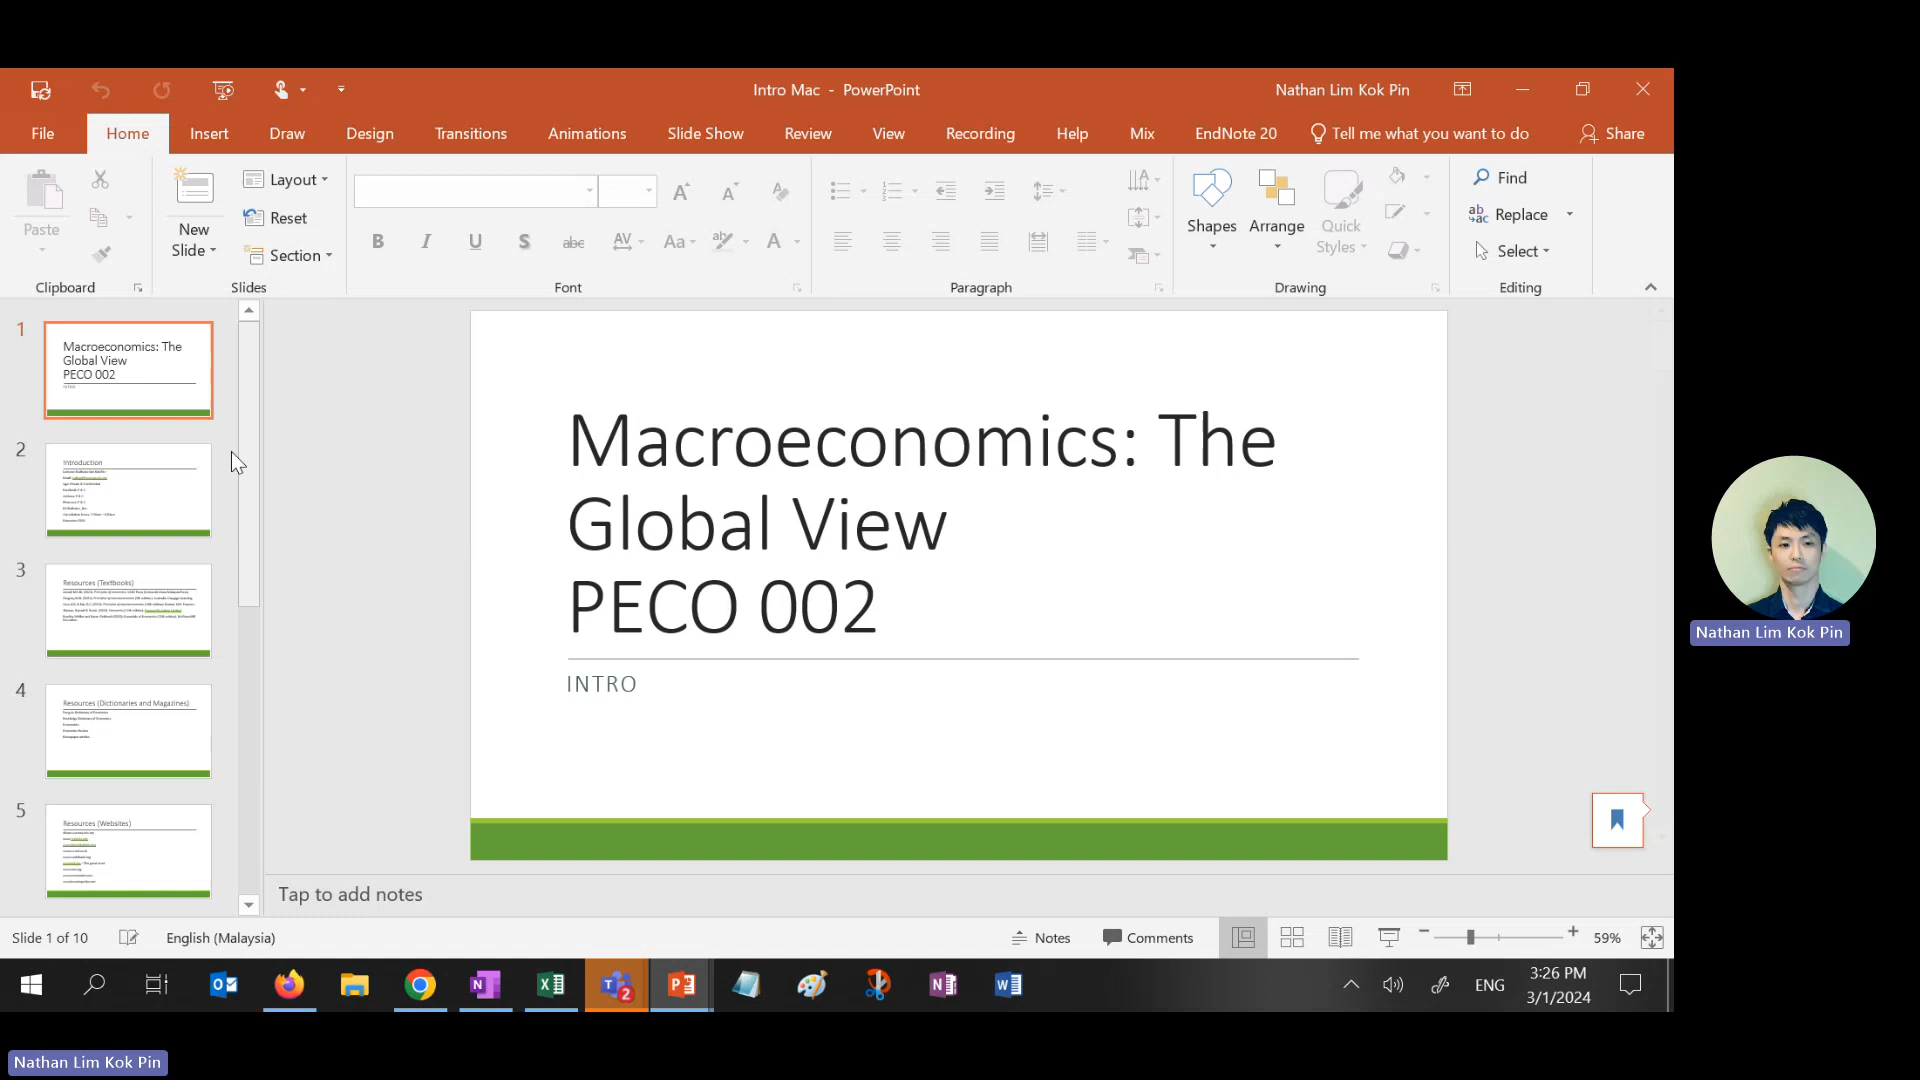 Intro Mac - PowerPoint
Nathan Lim Kok Pin
File
Home
Insert
Draw
Design
Transitions
Animations
Slide Show
Review
View
Recording
Help
Mix
EndNote 20
Tell me what you want to do
Share
Paste
New
Slide
Layout
Reset
Section
Shapes
Arrange
Quick
Styles
Find
Replace
Select
Clipboard
Slides
Font
Paragraph
Drawing
Editing
1
Macroeconomics: The
Global View
PECO 002
INTRO
2
Introduction
3
Resources (Textbooks)
4
Resources (Dictionaries and Magazines)
5
Resources (Websites)
Macroeconomics: The
Global View
PECO 002
INTRO
Tap to add notes
Slide 1 of 10
English (Malaysia)
Notes
Comments
59%
ENG
3:26 PM
3/1/2024
Nathan Lim Kok Pin
Nathan Lim Kok Pin